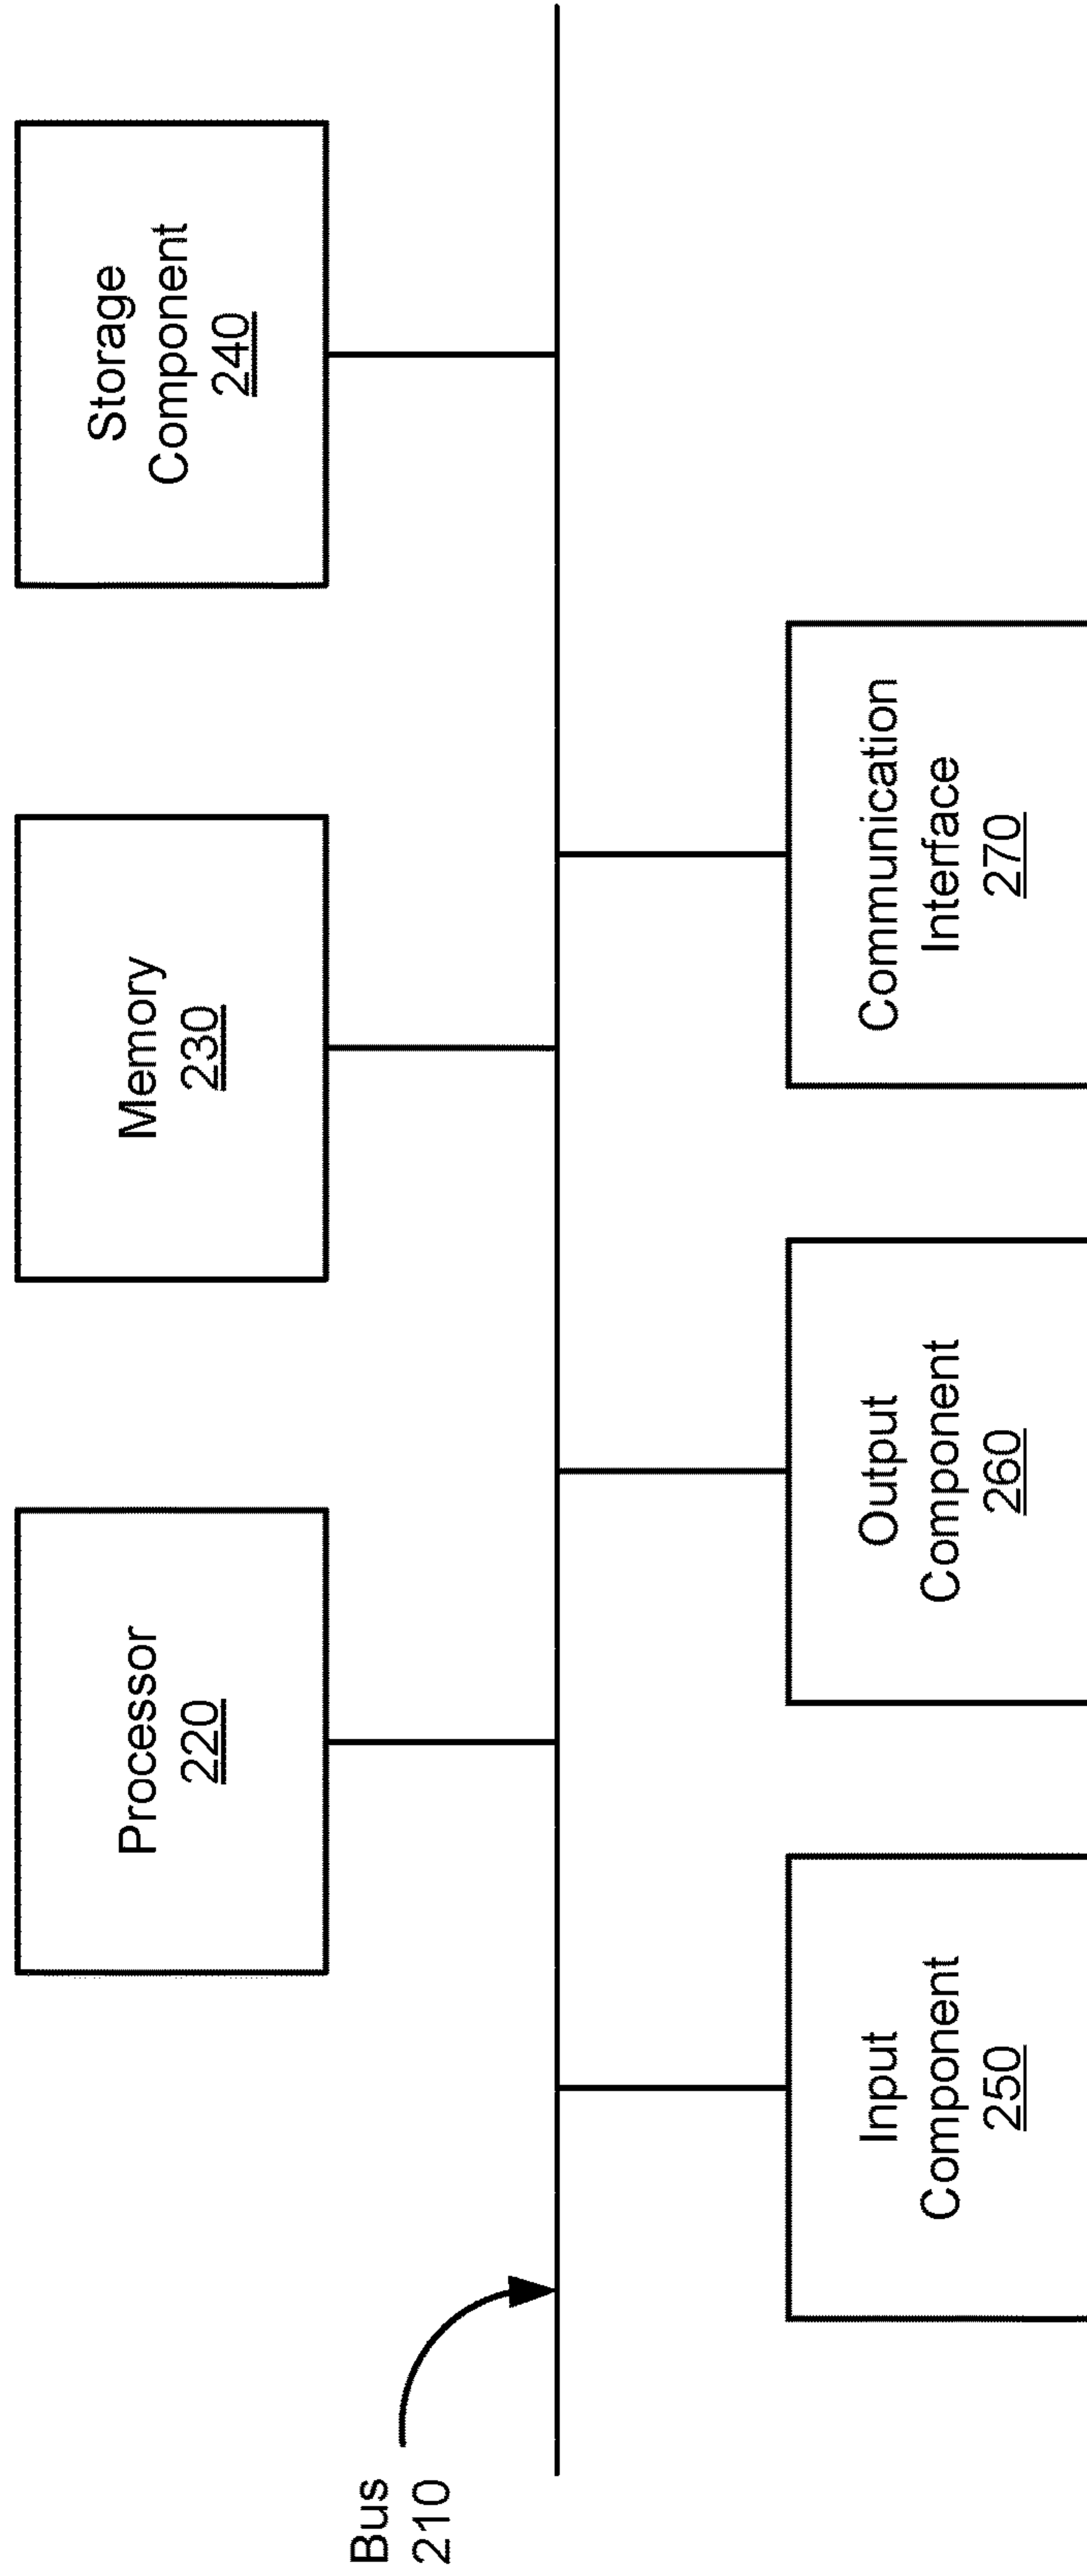 Processor
220
Memory
230
Storage
Component
240
Bus
210
Input
Component
250
Output
Component
260
Communication
Interface
270